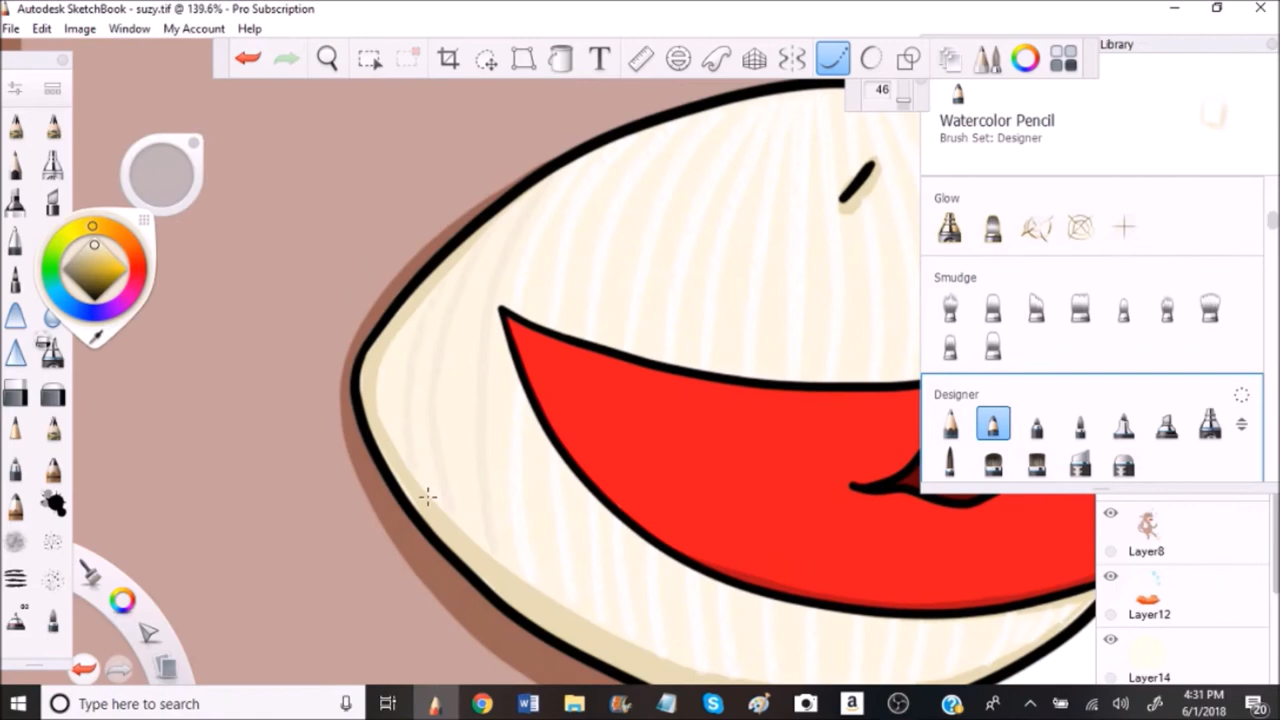 Autodesk SketchBook - suzy.tif @ 139.6% - Pro Subscription
File Edit Image Window My Account Help
T
Library
46
Watercolor Pencil
Brush Set: Designer
Glow
Smudge
Designer
Layer8
Layer12
Layer14
Type here to search
4:31 PM
6/1/2018
20